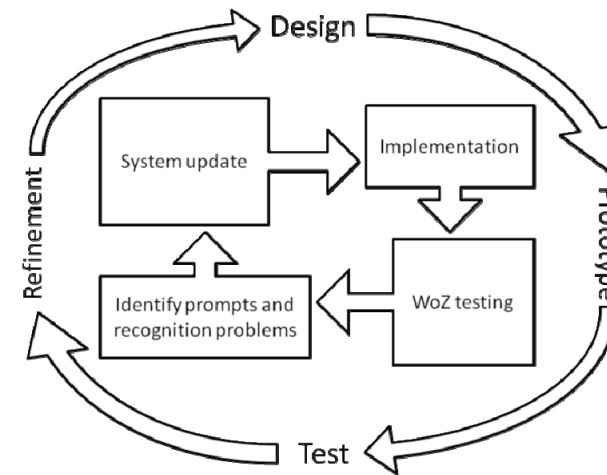 Design
System update
Implementation
Refinement
Prototype
Identify prompts and
recognition problems
WoZ testing
Test